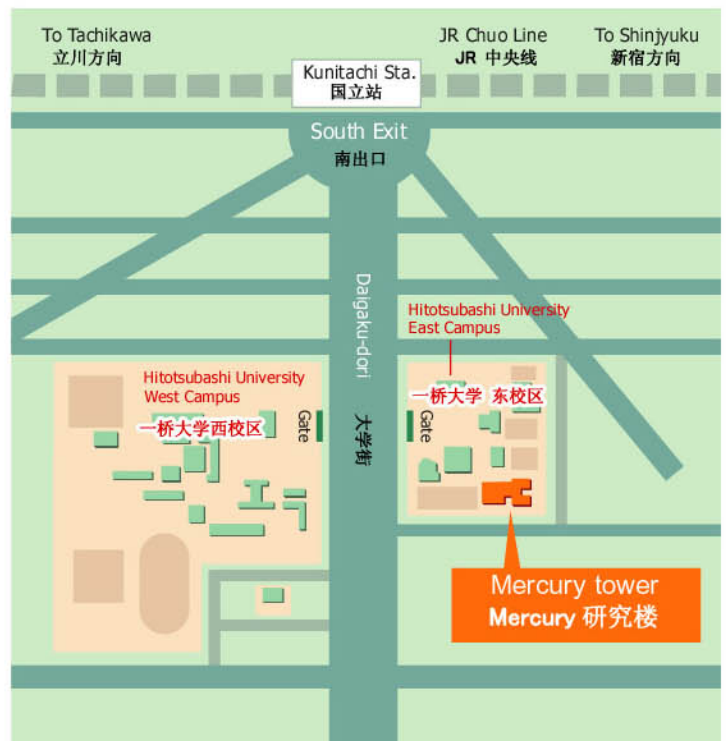 To Tachikawa
立川方向
JR Chuo Line
JR 中央线
To Shinjyuku
新宿方向
Kunitachi Sta.
国立站
South Exit
南出口
Daigaku-dori
大学街
Hitotsubashi University
East Campus
一桥大学 东校区
Gate
Hitotsubashi University
West Campus
一桥大学西校区
Gate
Mercury tower
Mercury 研究楼